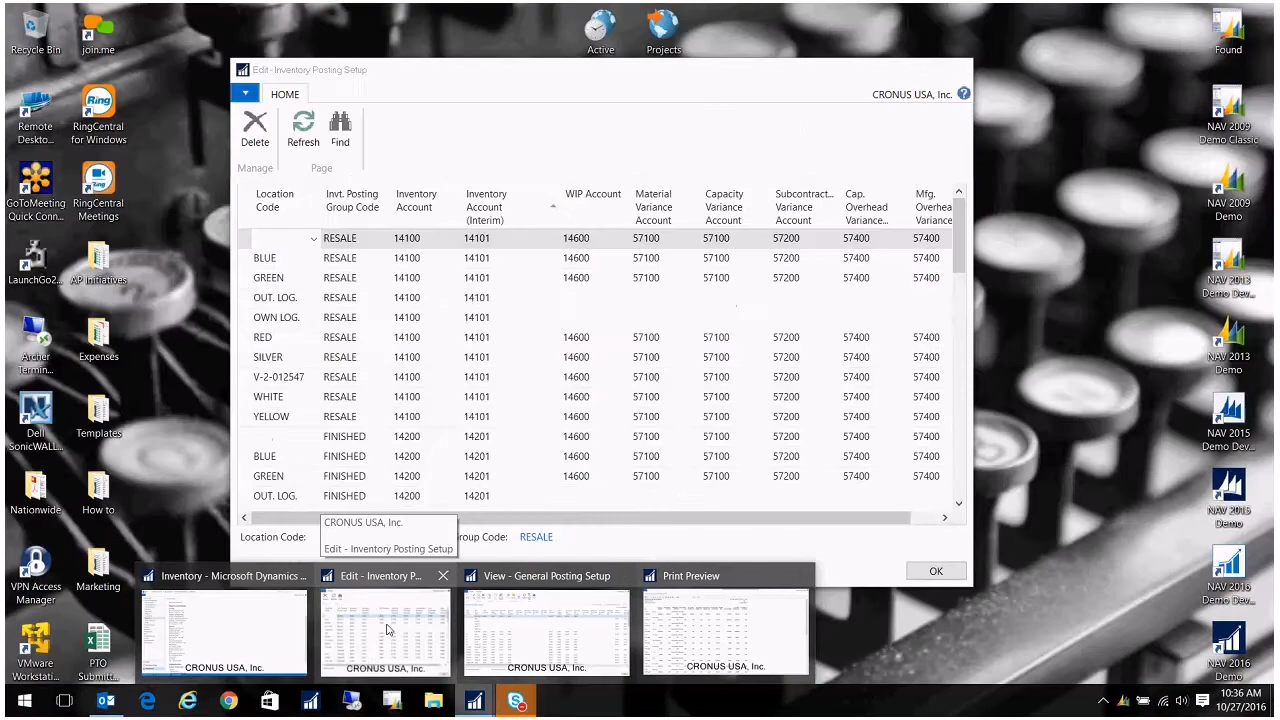 Recycle Bin
join.me
Active
Projects
Found
Remote
Deskto...
RingCentral
for Windows
NAV 2009
Demo Classic
GoToMeeting
Quick Conn...
RingCentral
Meetings
NAV 2009
Demo
LaunchGo2...
AP Initiatives
NAV 2013
Demo Dev...
Archer
Termin...
Expenses
NAV 2013
Demo
Dell
SonicWALL...
Templates
NAV 2015
Demo Dev...
Nationwide
How to
NAV 2015
Demo
VPN Access
Manager
Marketing
NAV 2016
Demo Dev...
VMware
Workstati...
PTO
Submitt...
NAV 2016
Demo
Edit - Inventory Posting Setup
HOME
CRONUS USA, Inc.
Delete
Refresh
Find
Manage
Page
Location Code
Invt. Posting Group Code
Inventory Account
Inventory Account (Interim)
WIP Account
Material Variance Account
Capacity Variance Account
Subcontract... Variance Account
Cap. Overhead Variance...
Mfg. Overhea Variance
RESALE 14100 14101 14600 57100 57100 57200 57400 57400
BLUE RESALE 14100 14101 14600 57100 57100 57200 57400 57400
GREEN RESALE 14100 14101 14600 57100 57100 57200 57400 57400
OUT. LOG. RESALE 14100 14101
OWN LOG. RESALE 14100 14101
RED RESALE 14100 14101 14600 57100 57100 57200 57400 57400
SILVER RESALE 14100 14101 14600 57100 57100 57200 57400 57400
V-2-012547 RESALE 14100 14101 14600 57100 57100 57200 57400 57400
WHITE RESALE 14100 14101 14600 57100 57100 57200 57400 57400
YELLOW RESALE 14100 14101 14600 57100 57100 57200 57400 57400
FINISHED 14200 14201 14600 57100 57100 57200 57400 57400
BLUE FINISHED 14200 14201 14600 57100 57100 57200 57400 57400
GREEN FINISHED 14200 14201 14600 57100 57100 57200 57400 57400
OUT. LOG. FINISHED 14200 14201
CRONUS USA, Inc.
Edit - Inventory Posting Setup
Location Code:
roup Code: RESALE
OK
Inventory - Microsoft Dynamics ...
Edit - Inventory P...
View - General Posting Setup
Print Preview
CRONUS USA, Inc.
CRONUS USA, Inc.
CRONUS USA, Inc.
CRONUS USA, Inc.
10:36 AM
10/27/2016